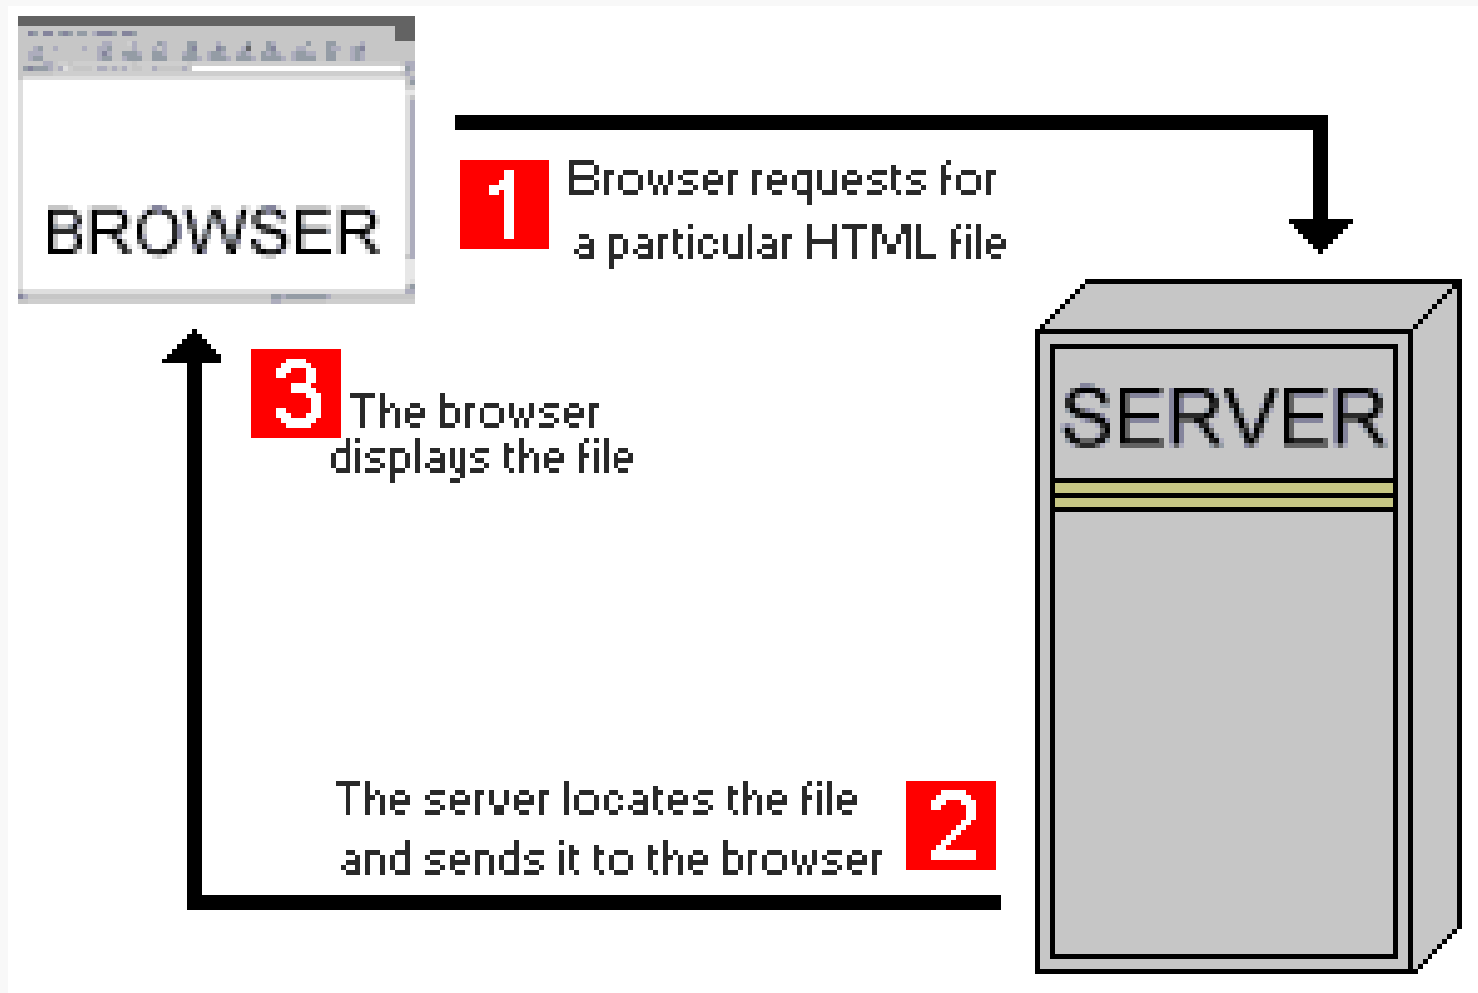 BROWSER
1
Browser requests for
a particular HTML file
SERVER
3
The browser
displays the file
The server locates the file
and sends it to the browser
2